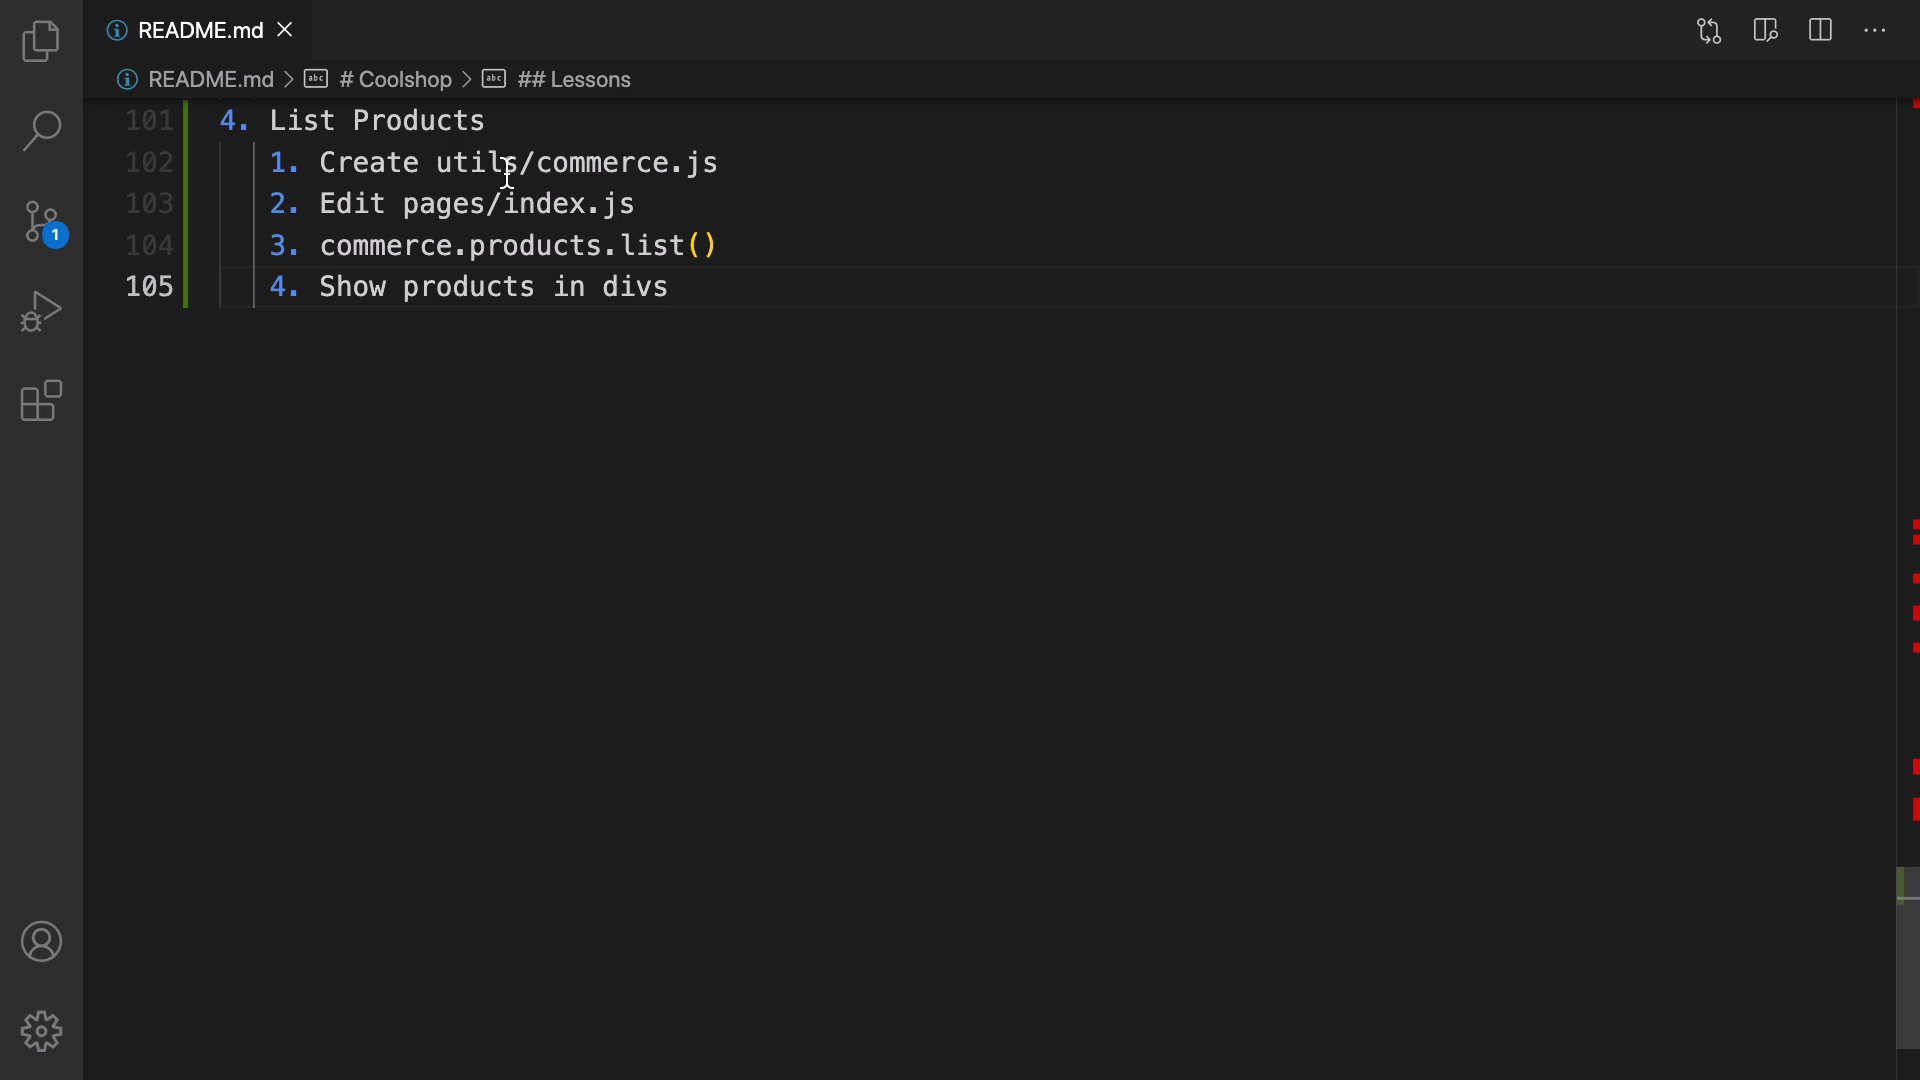 README.md
README.md > # Coolshop > ## Lessons
101 4. List Products
102 1. Create utils/commerce.js
103 2. Edit pages/index.js
104 3. commerce.products.list()
105 4. Show products in divs
1